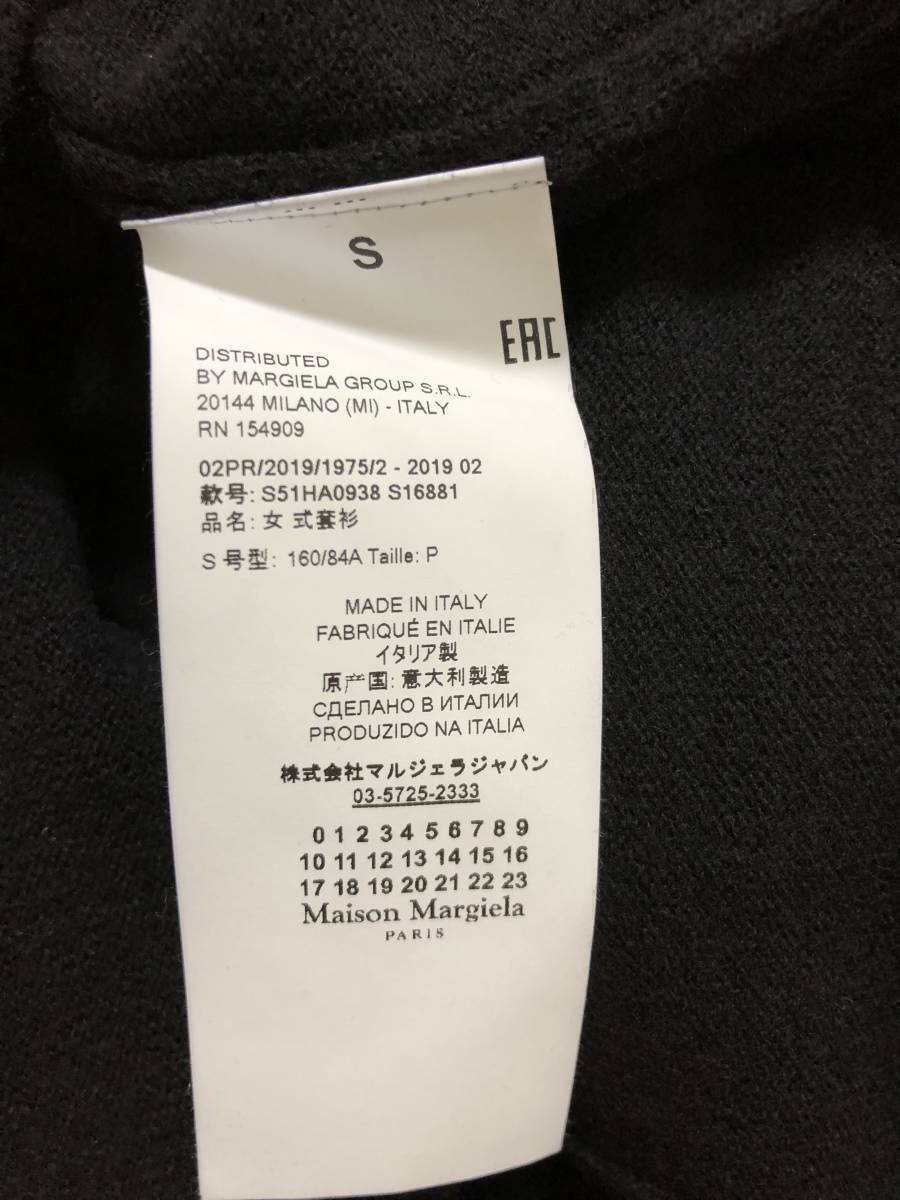 S
EAC
DISTRIBUTED
BY MARGIELA GROUP S.R.L.
20144 MILANO (MI) - ITALY
RN 154909
02PR/2019/1975/2 - 2019 02
款号: S51HA0938 S16881
品名: 女 式套衫
S 号型: 160/84A Taille: P
MADE IN ITALY
FABRIQUÉ EN ITALIE
イタリア製
原产国: 意大利製造
СДЕЛАНО В ИТАЛИИ
PRODUZIDO NA ITALIA
株式会社マルジェラジャパン
03-5725-2333
0 1 2 3 4 5 6 7 8 9
10 11 12 13 14 15 16
17 18 19 20 21 22 23
Maison Margiela
PARIS